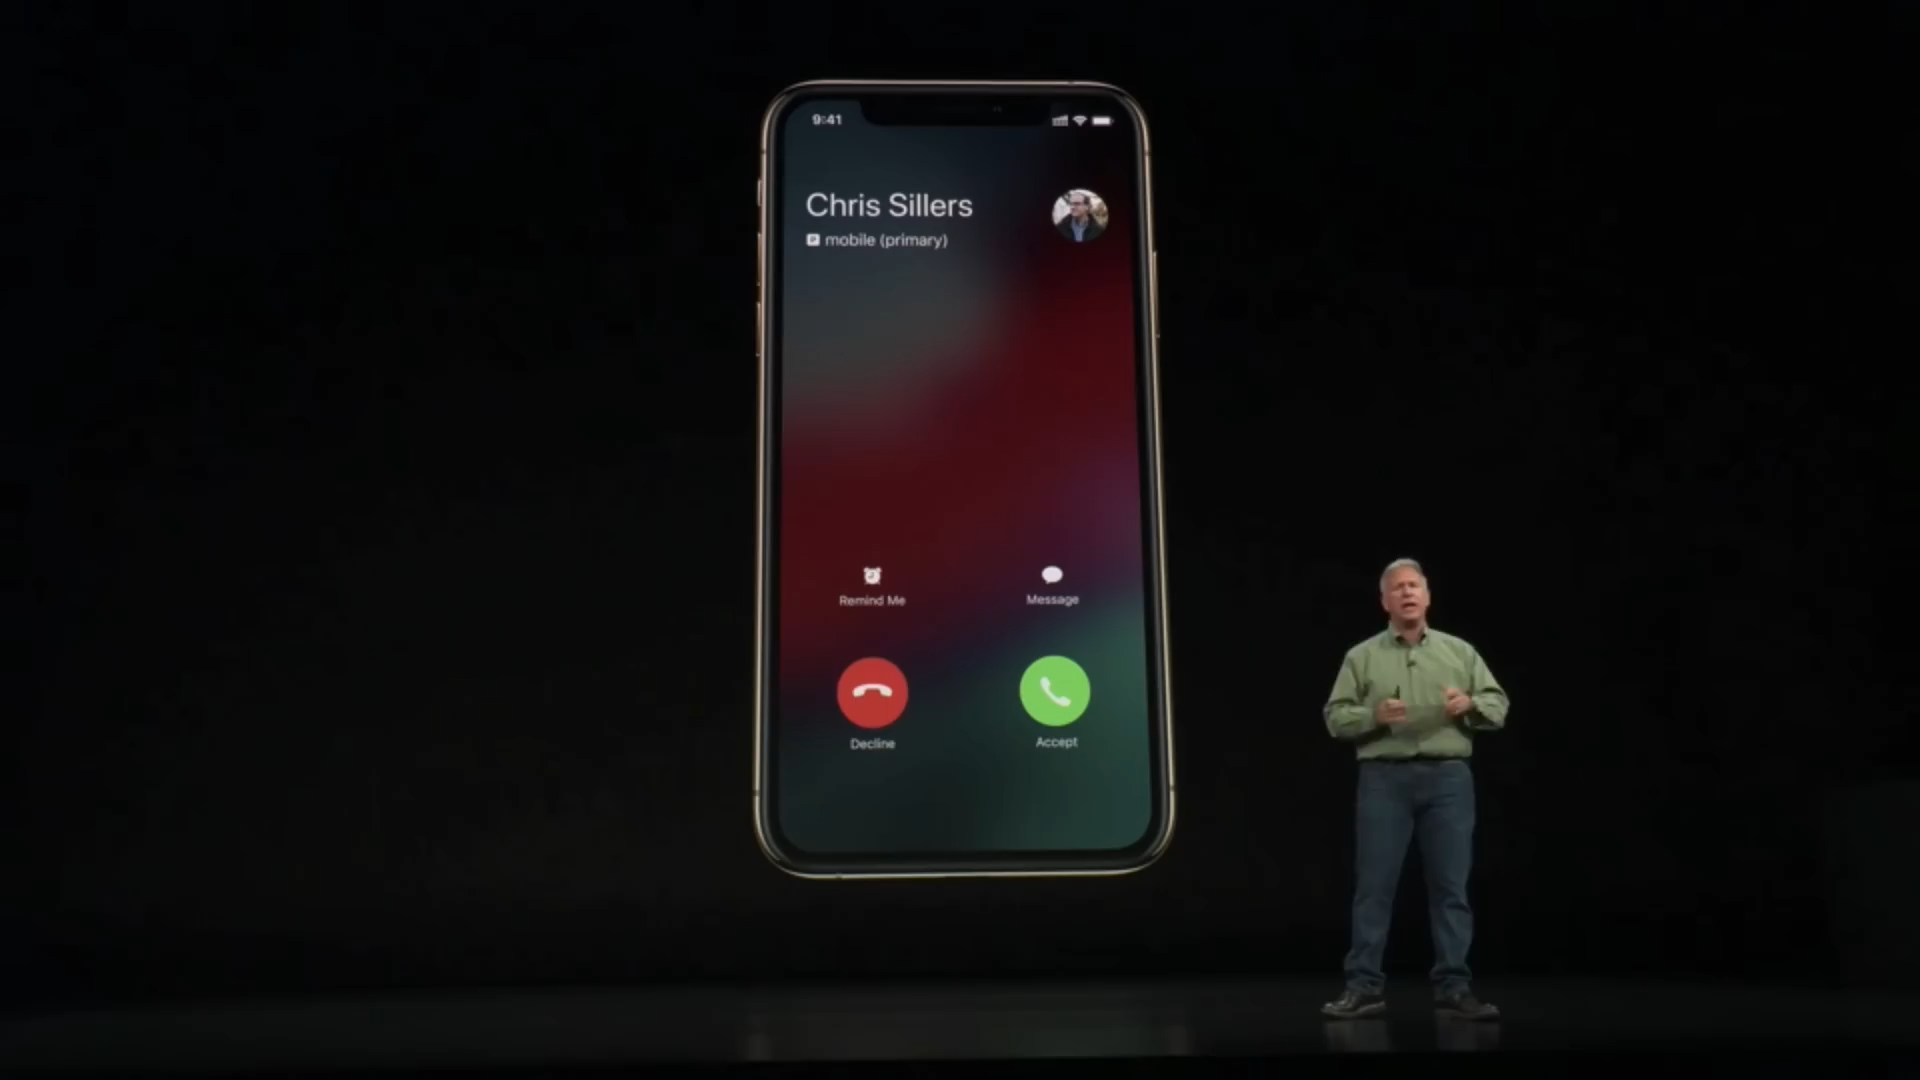 9:41
Chris Sillers
P mobile (primary)
Remind Me
Message
Decline
Accept